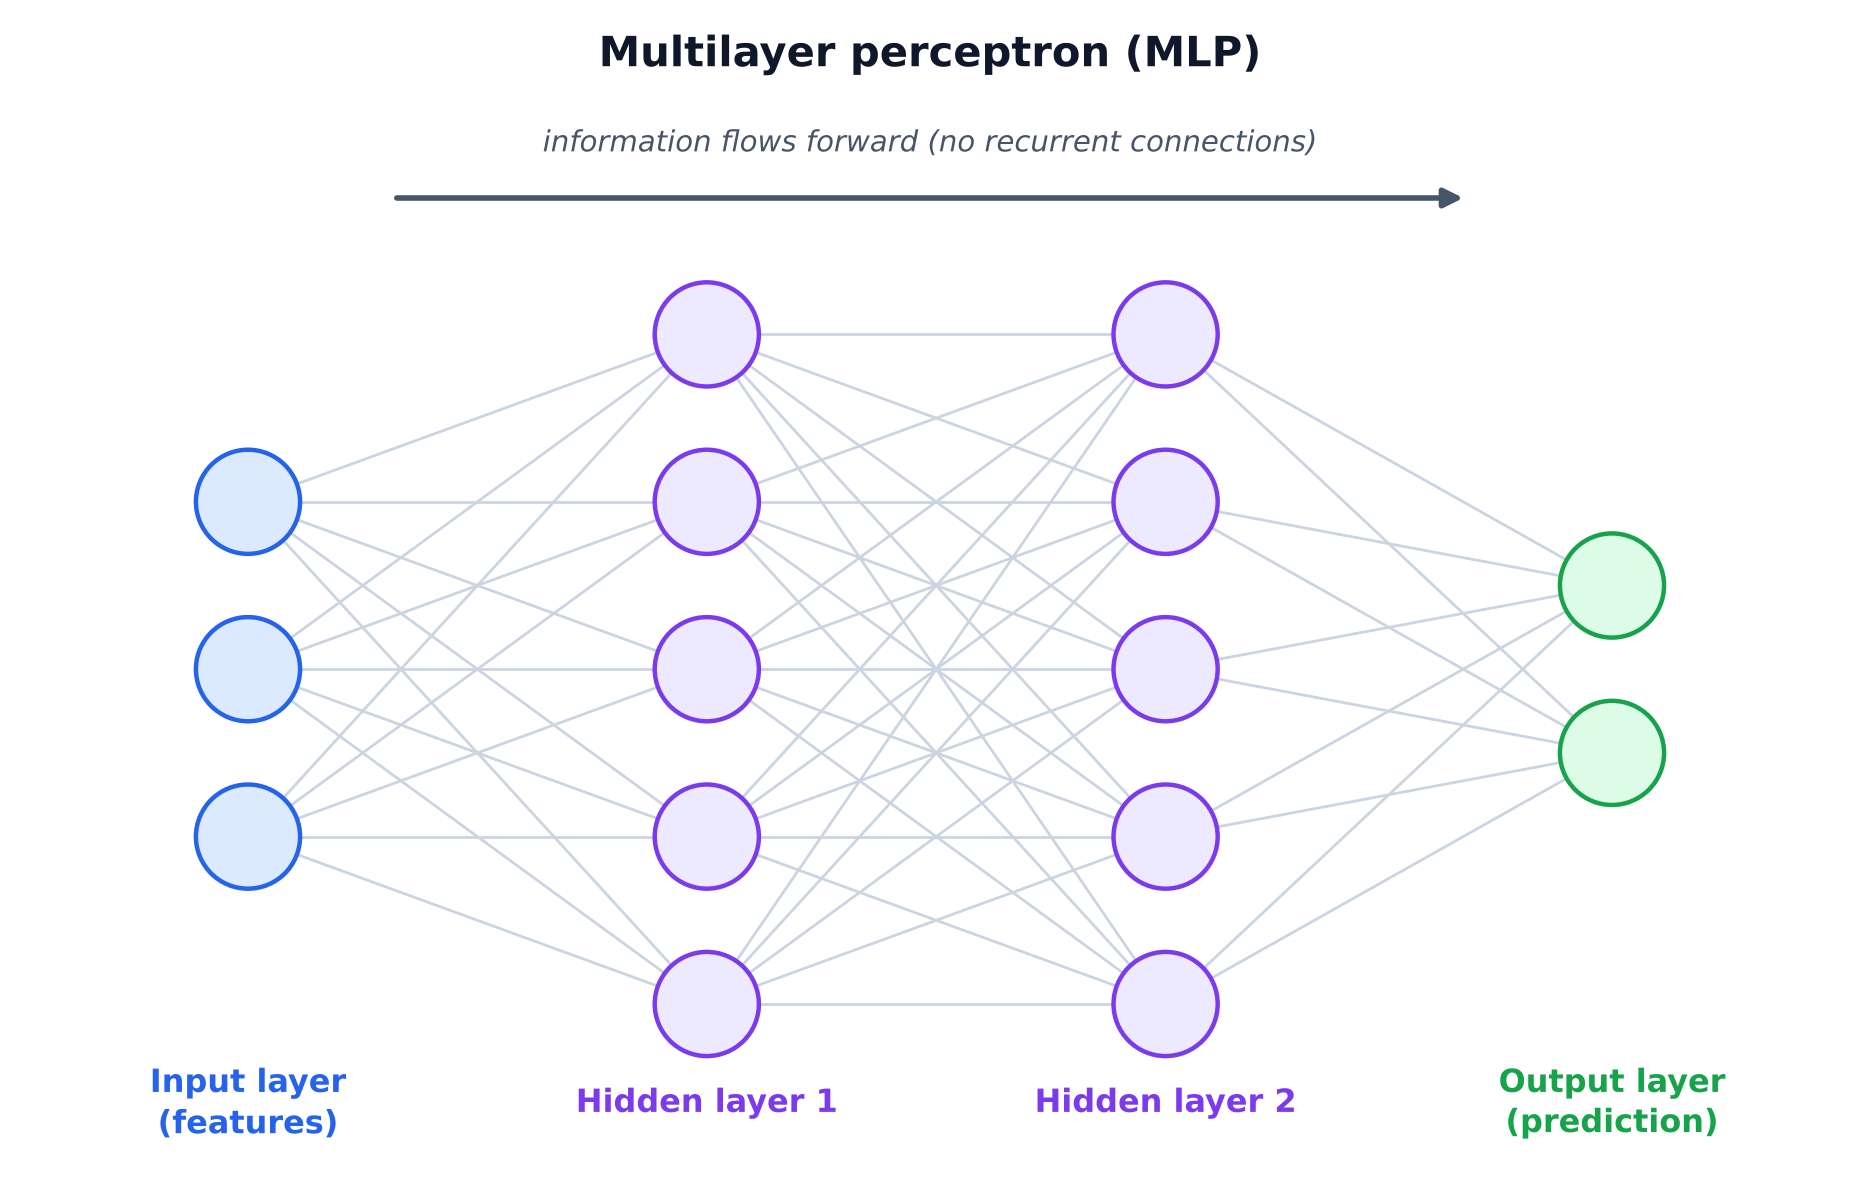 Multilayer perceptron (MLP)
information flows forward (no recurrent connections)
Input layer
(features)
Hidden layer 1
Hidden layer 2
Output layer
(prediction)